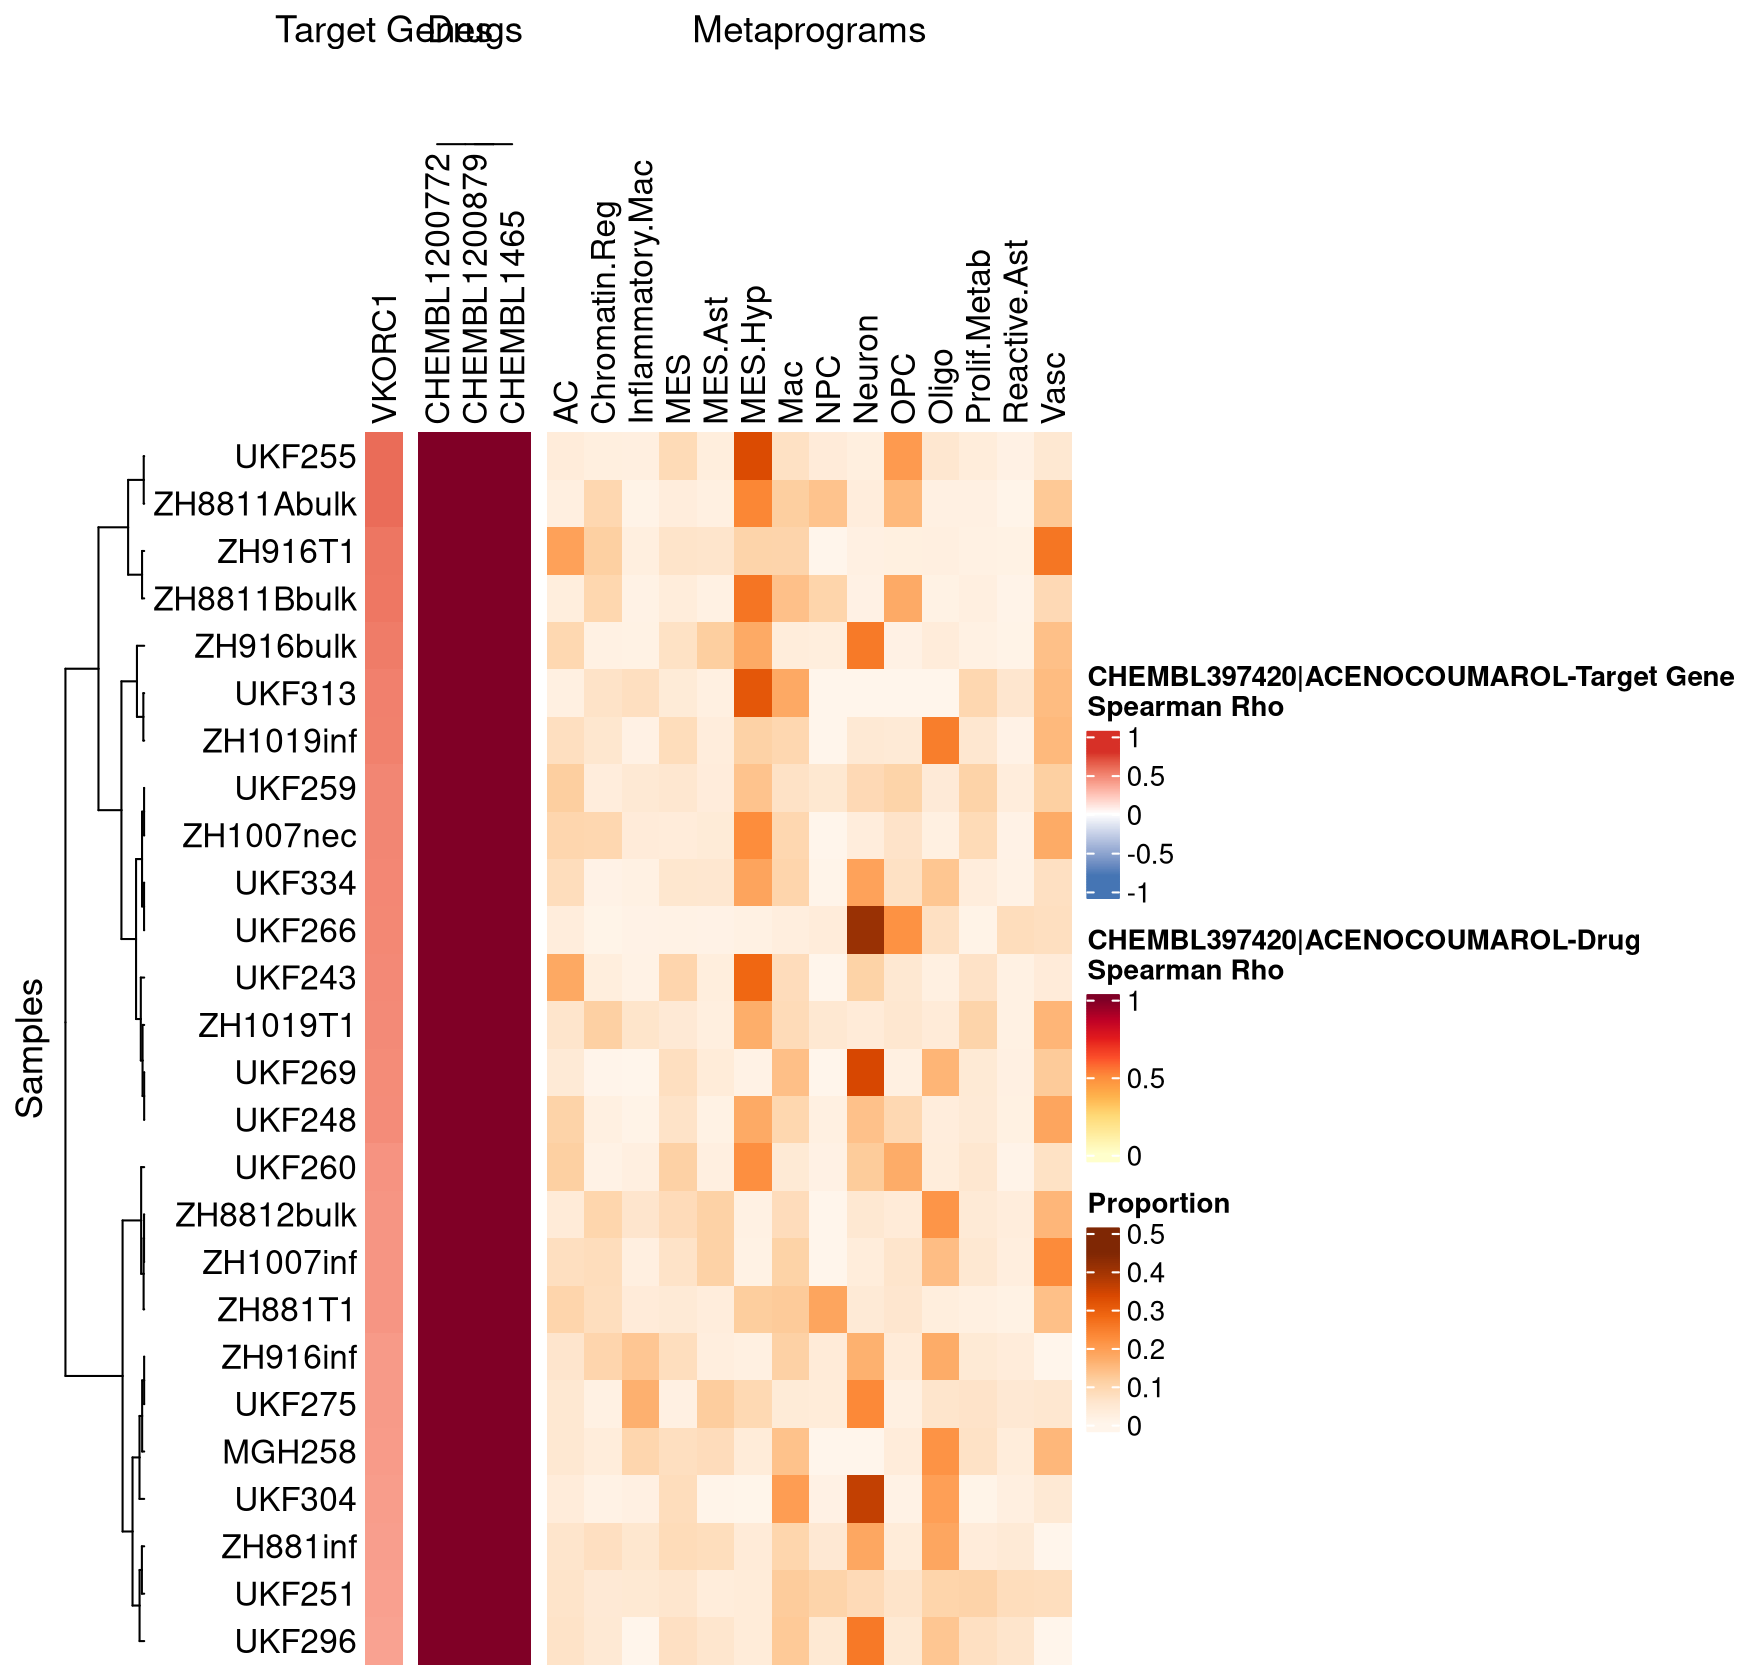 Target Genes
Drugs
Metaprograms
VKORC1
CHEMBL1200772
CHEMBL1200879
CHEMBL1465
AC
Chromatin.Reg
Inflammatory.Mac
MES
MES.Ast
MES.Hyp
Mac
NPC
Neuron
OPC
Oligo
Prolif.Metab
Reactive.Ast
Vasc
Samples
UKF255
ZH8811Abulk
ZH916T1
ZH8811Bbulk
ZH916bulk
UKF313
ZH1019inf
UKF259
ZH1007nec
UKF334
UKF266
UKF243
ZH1019T1
UKF269
UKF248
UKF260
ZH8812bulk
ZH1007inf
ZH881T1
ZH916inf
UKF275
MGH258
UKF304
ZH881inf
UKF251
UKF296
CHEMBL397420|ACENOCOUMAROL-Target Gene
Spearman Rho
1
0.5
0
-0.5
-1
CHEMBL397420|ACENOCOUMAROL-Drug
Spearman Rho
1
0.5
0
Proportion
0.5
0.4
0.3
0.2
0.1
0